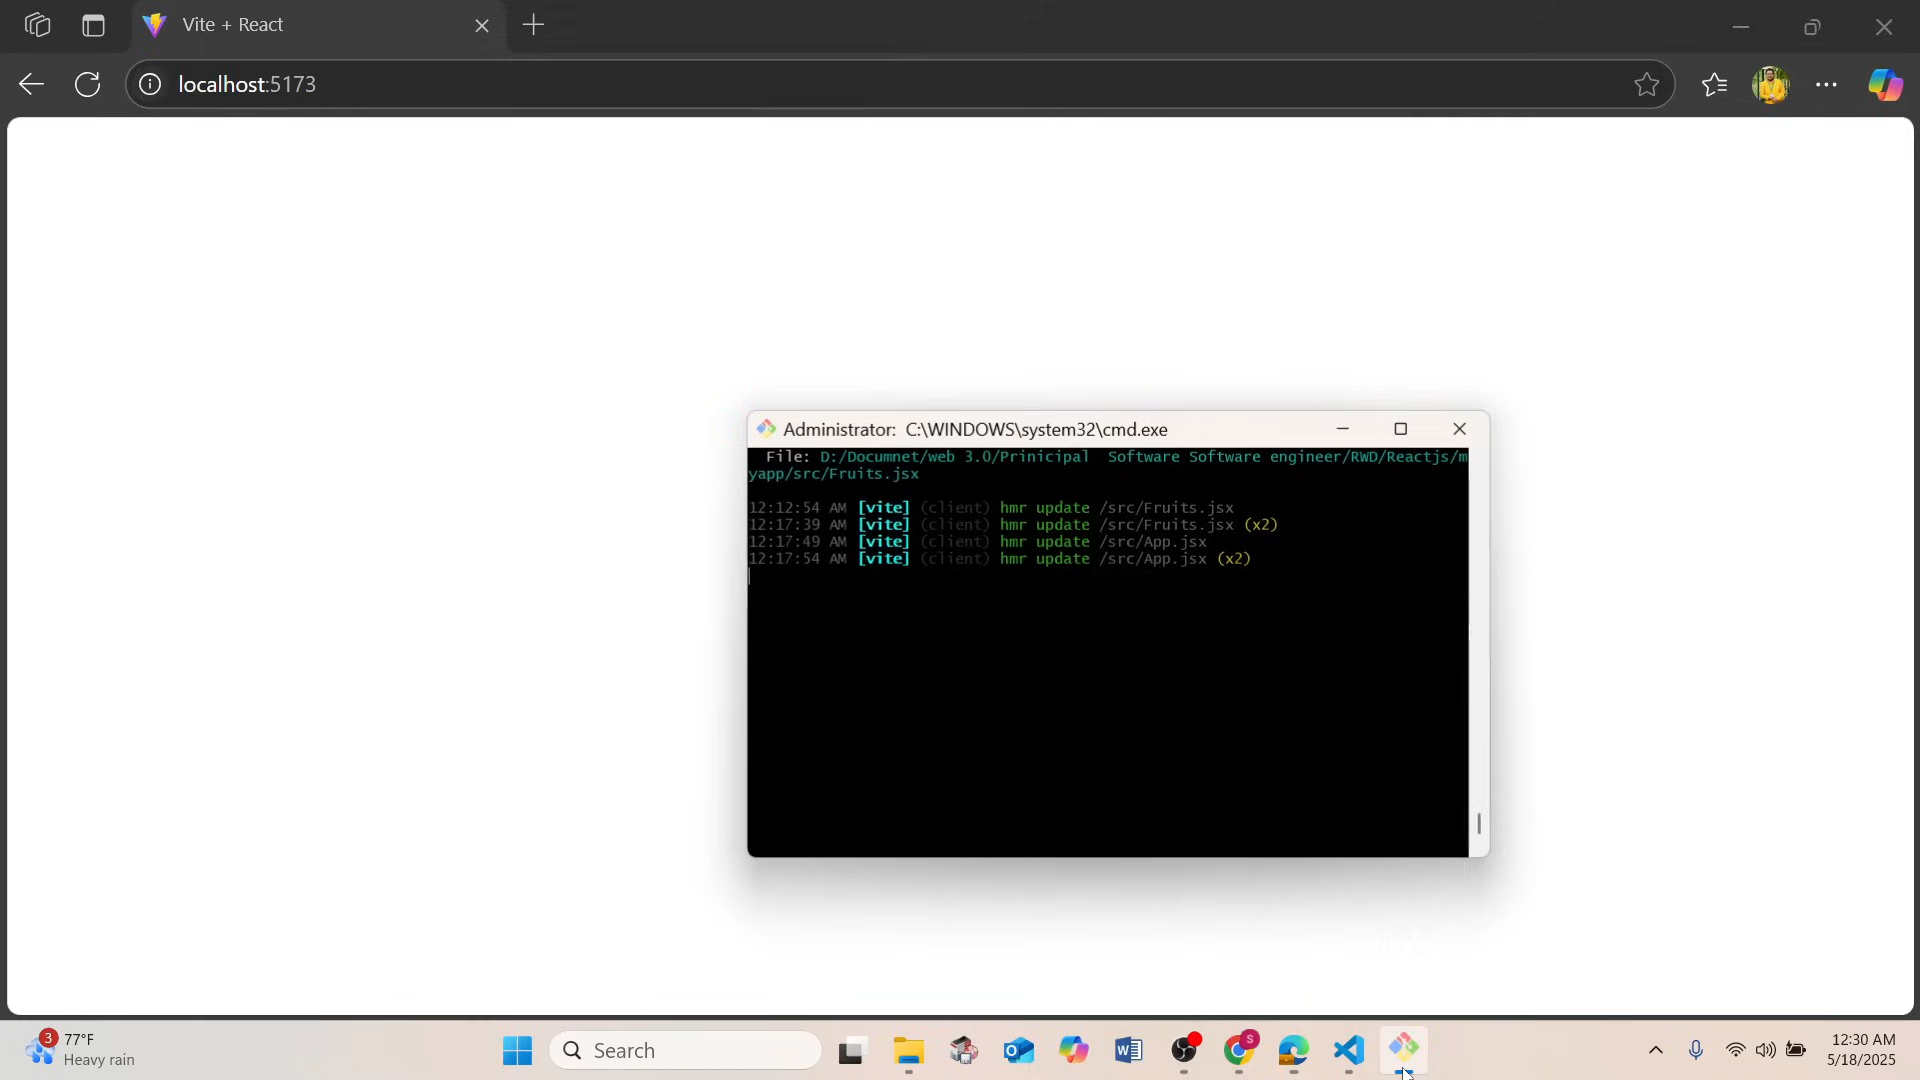 Vite + React
localhost:5173
Administrator: C:\WINDOWS\system32\cmd.exe
File: D:/Documnet/web 3.0/Prinicipal  Software Software engineer/RWD/Reactjs/m
yapp/src/Fruits.jsx
12:12:54 AM [vite] (client) hmr update /src/Fruits.jsx
12:17:39 AM [vite] (client) hmr update /src/Fruits.jsx (x2)
12:17:49 AM [vite] (client) hmr update /src/App.jsx
12:17:54 AM [vite] (client) hmr update /src/App.jsx (x2)
3
77°F
Heavy rain
Search
S
12:30 AM
5/18/2025